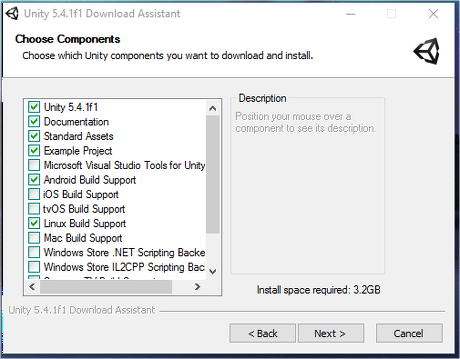 Unity 5.4.1f1 Download Assistant
Choose Components
Choose which Unity components you want to download and install.
Unity 5.4.1f1
Documentation
Standard Assets
Example Project
Microsoft Visual Studio Tools for Unity
Android Build Support
iOS Build Support
tvOS Build Support
Linux Build Support
Mac Build Support
Windows Store .NET Scripting Backe
Windows Store IL2CPP Scripting Bac
Description
Position your mouse over a
component to see its description.
Install space required: 3.2GB
Unity 5.4.1f1 Download Assistant
< Back
Next >
Cancel